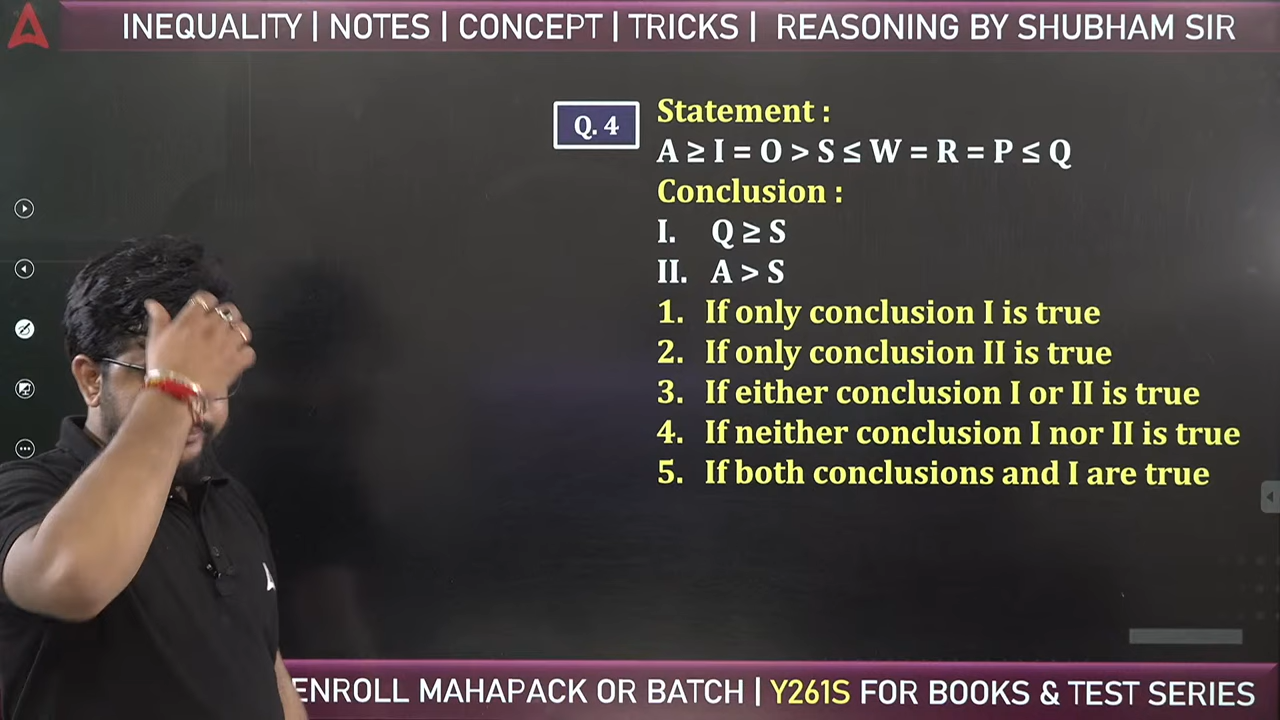 INEQUALITY | NOTES | CONCEPT | TRICKS | REASONING BY SHUBHAM SIR
Q. 4
Statement :
A ≥ I = O > S ≤ W = R = P ≤ Q
Conclusion :
I. Q ≥ S
II. A > S
1. If only conclusion I is true
2. If only conclusion II is true
3. If either conclusion I or II is true
4. If neither conclusion I nor II is true
5. If both conclusions and I are true
ENROLL MAHAPACK OR BATCH | Y261S FOR BOOKS & TEST SERIES